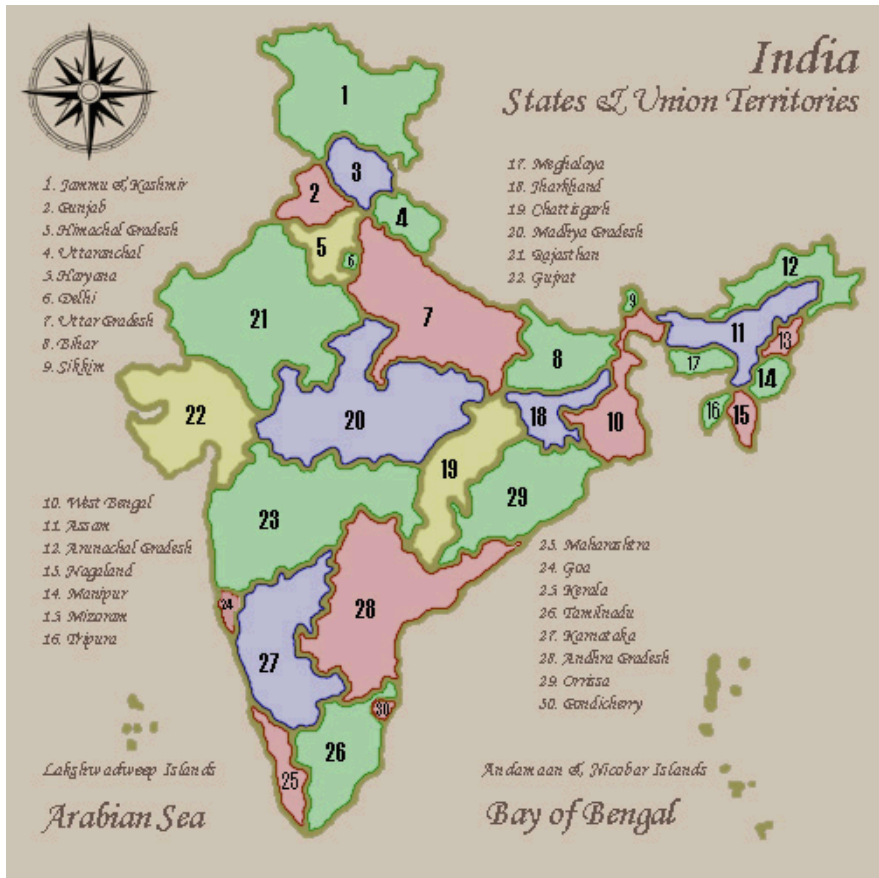 India
States & Union Territories
1. Jammu & Kashmir
2. Punjab
3. Himachal Pradesh
4. Uttaranchal
5. Haryana
6. Delhi
7. Uttar Pradesh
8. Bihar
9. Sikkim
17. Meghalaya
18. Jharkhand
19. Chattisgarh
20. Madhya Pradesh
21. Rajasthan
22. Gujrat
1
3
2
4
5
6
12
21
7
9
11
13
8
17
14
22
20
18
10
16
15
19
29
23
24
28
27
30
26
25
10. West Bengal
11. Assam
12. Arunachal Pradesh
13. Nagaland
14. Manipur
15. Mizaram
16. Tripura
23. Maharashtra
24. Goa
25. Kerala
26. Tamilnadu
27. Karnataka
28. Andhra Pradesh
29. Orrissa
30. Pondicherry
Lakshwadweep Islands
Arabian Sea
Andamaan & Nicobar Islands
Bay of Bengal